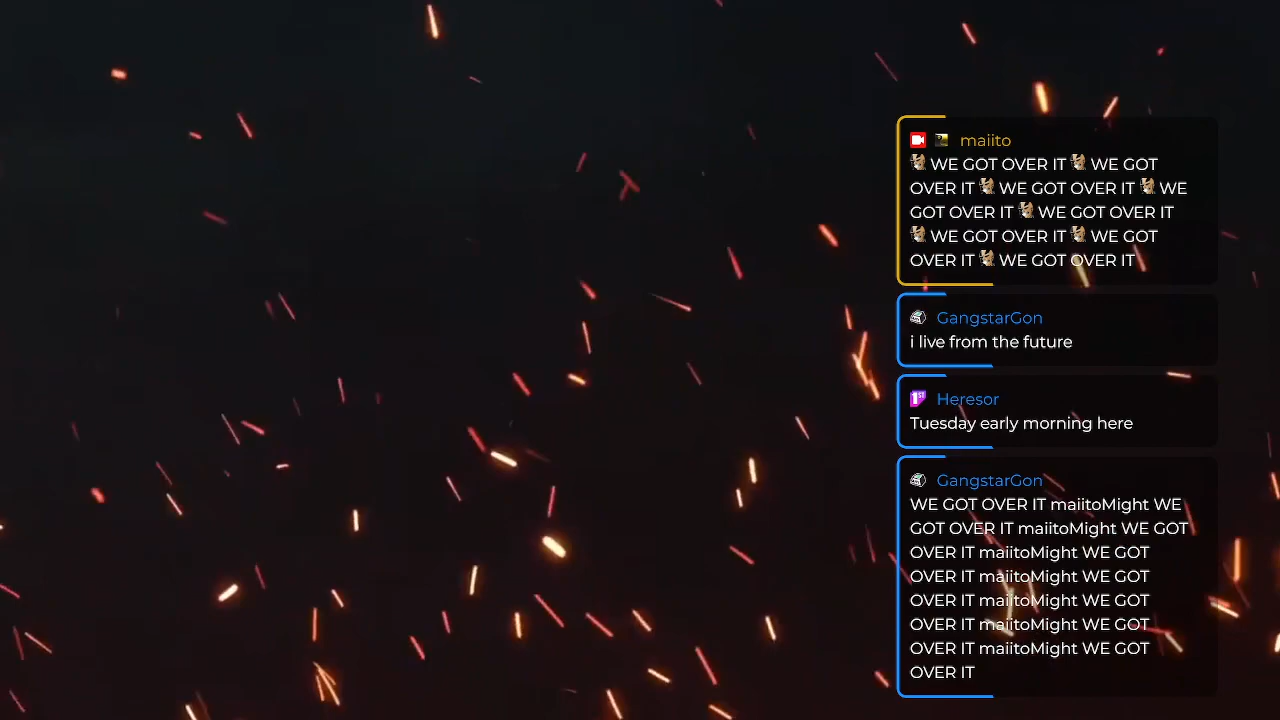 maiito
WE GOT OVER IT WE GOT
OVER IT WE GOT OVER IT WE
GOT OVER IT WE GOT OVER IT
WE GOT OVER IT WE GOT
OVER IT WE GOT OVER IT
GangstarGon
i live from the future
1ST Heresor
Tuesday early morning here
GangstarGon
WE GOT OVER IT maiitoMight WE
GOT OVER IT maiitoMight WE GOT
OVER IT maiitoMight WE GOT
OVER IT maiitoMight WE GOT
OVER IT maiitoMight WE GOT
OVER IT maiitoMight WE GOT
OVER IT maiitoMight WE GOT
OVER IT